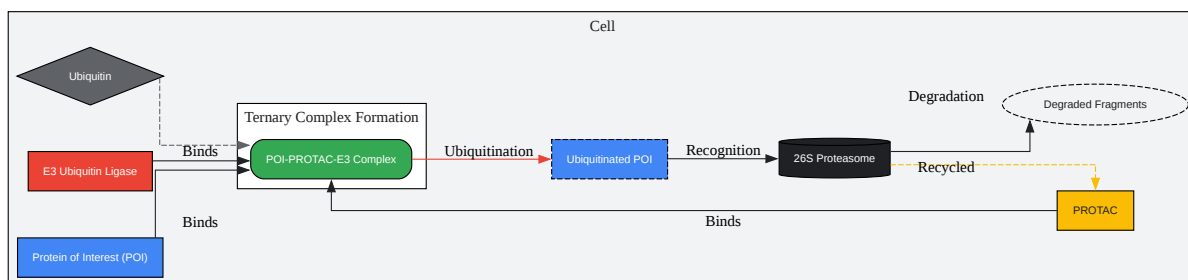 Cell
Ubiquitin
Degradation
Degraded Fragments
Ternary Complex Formation
Binds
POI-PROTAC-E3 Complex
Ubiquitination
Ubiquitinated POI
Recognition
26S Proteasome
E3 Ubiquitin Ligase
Recycled
Binds
Binds
PROTAC
Protein of Interest (POI)